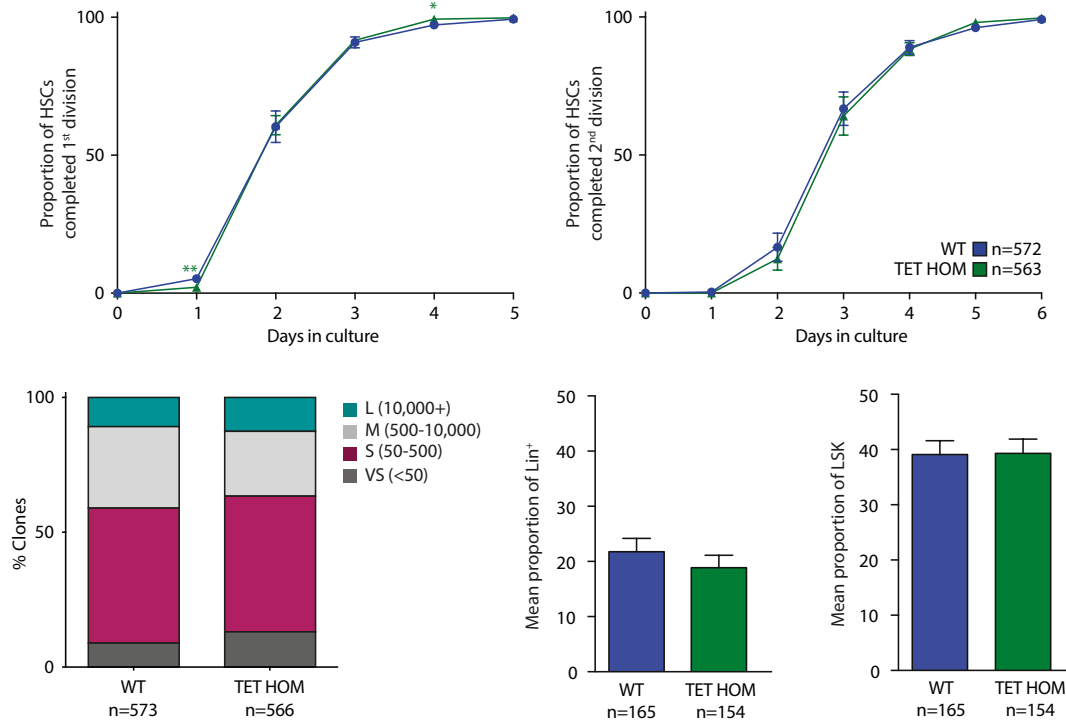 Proportion of HSCs
completed 1st division
100
50
0
*
**
0 1 2 3 4 5
Days in culture
Proportion of HSCs
completed 2nd division
100
50
0
WT n=572
TET HOM n=563
0 1 2 3 4 5 6
Days in culture
% Clones
100
50
0
L (10,000+)
M (500-10,000)
S (50-500)
VS (<50)
WT TET HOM
n=573 n=566
Mean proportion of Lin+
50
40
30
20
10
0
WT TET HOM
n=165 n=154
Mean proportion of LSK
50
40
30
20
10
0
WT TET HOM
n=165 n=154